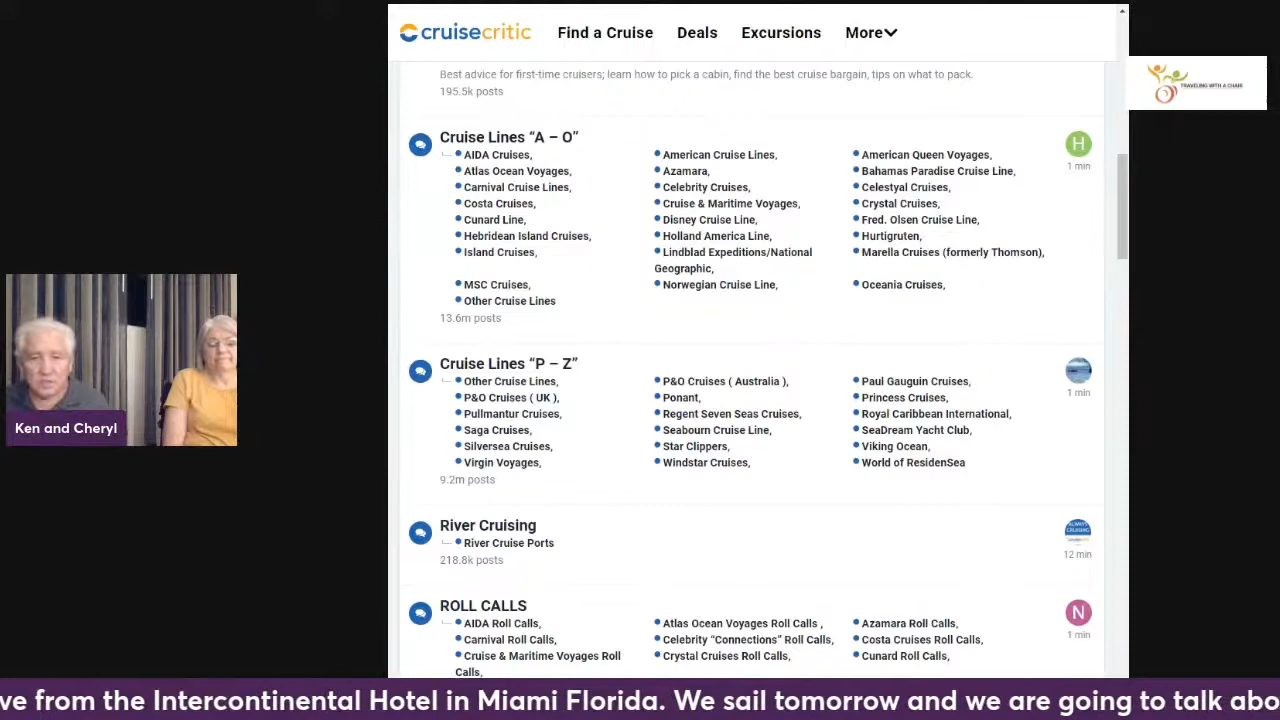 cruisecritic Find a Cruise Deals Excursions More
Best advice for first-time cruisers; learn how to pick a cabin, find the best cruise bargain, tips on what to pack.
195.5k posts
TRAVELING WITH A CHAIR
Cruise Lines “A – O”
AIDA Cruises, American Cruise Lines, American Queen Voyages,
Atlas Ocean Voyages, Azamara, Bahamas Paradise Cruise Line,
Carnival Cruise Lines, Celebrity Cruises, Celestyal Cruises,
Costa Cruises, Cruise & Maritime Voyages, Crystal Cruises,
Cunard Line, Disney Cruise Line, Fred. Olsen Cruise Line,
Hebridean Island Cruises, Holland America Line, Hurtigruten,
Island Cruises, Lindblad Expeditions/National Marella Cruises (formerly Thomson),
Geographic,
MSC Cruises, Norwegian Cruise Line, Oceania Cruises,
Other Cruise Lines
13.6m posts
H
1 min
Cruise Lines “P – Z”
Other Cruise Lines, P&O Cruises ( Australia ), Paul Gauguin Cruises,
P&O Cruises ( UK ), Ponant, Princess Cruises,
Pullmantur Cruises, Regent Seven Seas Cruises, Royal Caribbean International,
Saga Cruises, Seabourn Cruise Line, SeaDream Yacht Club,
Silversea Cruises, Star Clippers, Viking Ocean,
Virgin Voyages, Windstar Cruises, World of ResidenSea
9.2m posts
1 min
Ken and Cheryl
River Cruising
River Cruise Ports
218.8k posts
ALWAYS
CRUISING
12 min
ROLL CALLS
AIDA Roll Calls, Atlas Ocean Voyages Roll Calls , Azamara Roll Calls,
Carnival Roll Calls, Celebrity “Connections” Roll Calls, Costa Cruises Roll Calls,
Cruise & Maritime Voyages Roll Crystal Cruises Roll Calls, Cunard Roll Calls,
Calls,
N
1 min
ve from the Intercontinental Hotel in Miami Florida. We sail tomorrow and we are going to talk abo